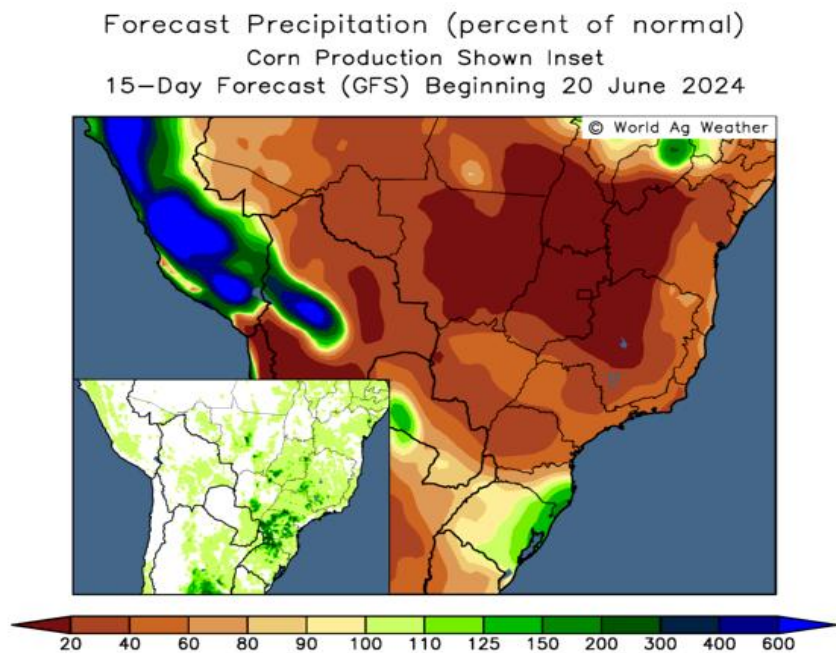 Forecast Precipitation (percent of normal)
Corn Production Shown Inset
15-Day Forecast (GFS) Beginning 20 June 2024
© World Ag Weather
20 40 60 80 90 100 110 125 150 200 300 400 600